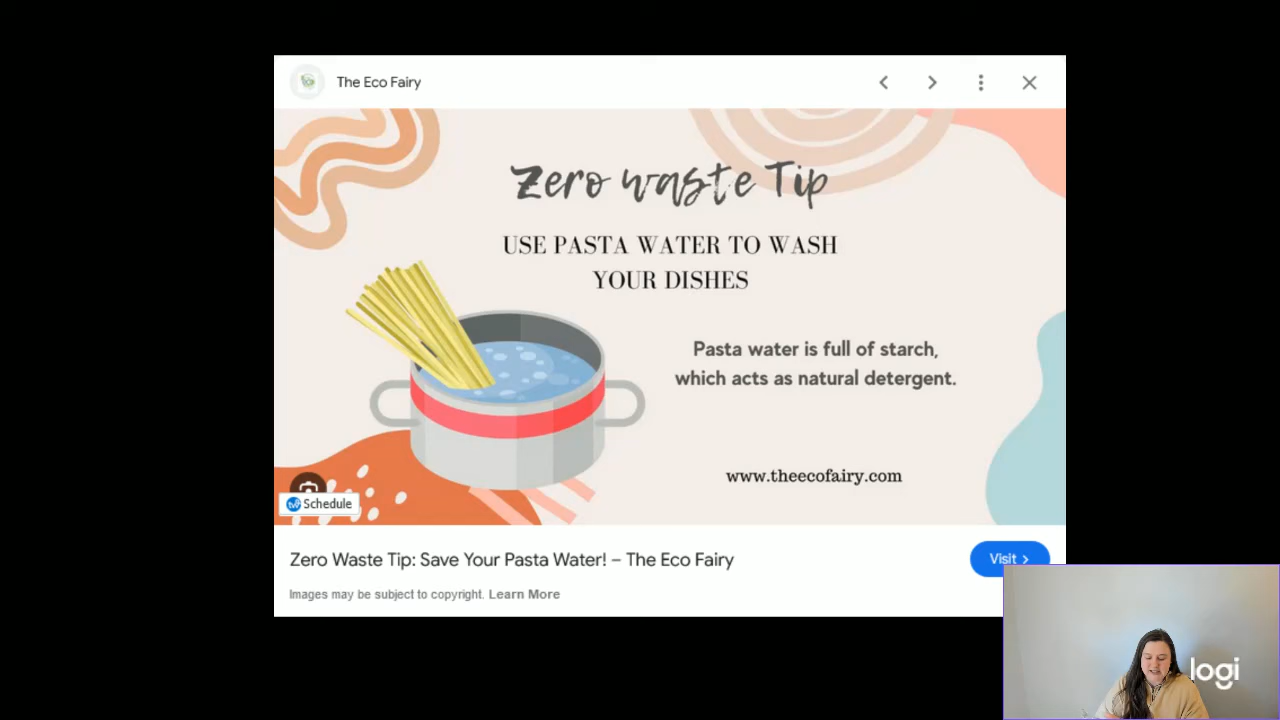 The Eco Fairy
Zero waste Tip
USE PASTA WATER TO WASH
YOUR DISHES
Pasta water is full of starch,
which acts as natural detergent.
www.theecofairy.com
Schedule
Zero Waste Tip: Save Your Pasta Water! – The Eco Fairy
Visit
Images may be subject to copyright. Learn More
logi